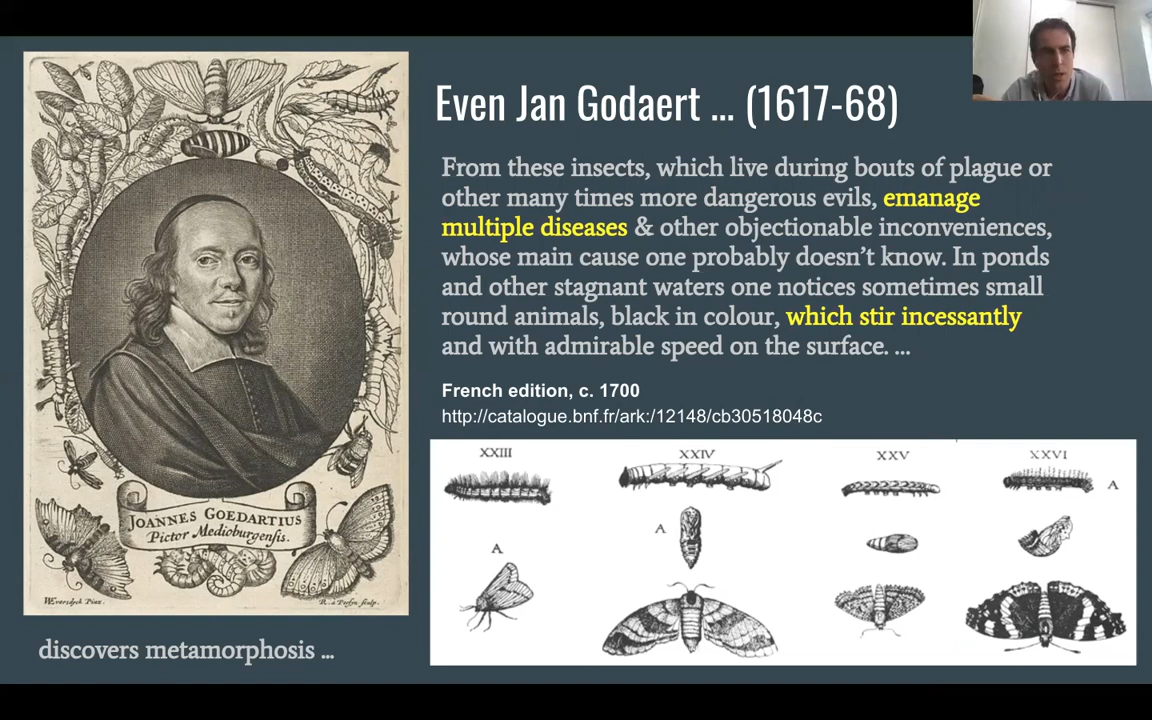 Even Jan Godaert ... (1617-68)
From these insects, which live during bouts of plague or
other many times more dangerous evils, emanage
multiple diseases & other objectionable inconveniences,
whose main cause one probably doesn't know. In ponds
and other stagnant waters one notices sometimes small
round animals, black in colour, which stir incessantly
and with admirable speed on the surface. ...
French edition, c. 1700
http://catalogue.bnf.fr/ark:/12148/cb30518048c
JOANNES GOEDARTIUS
Pictor Medioburgensis.
discovers metamorphosis ...
XXIII
XXIV
XXV
XXVI
A
A
A